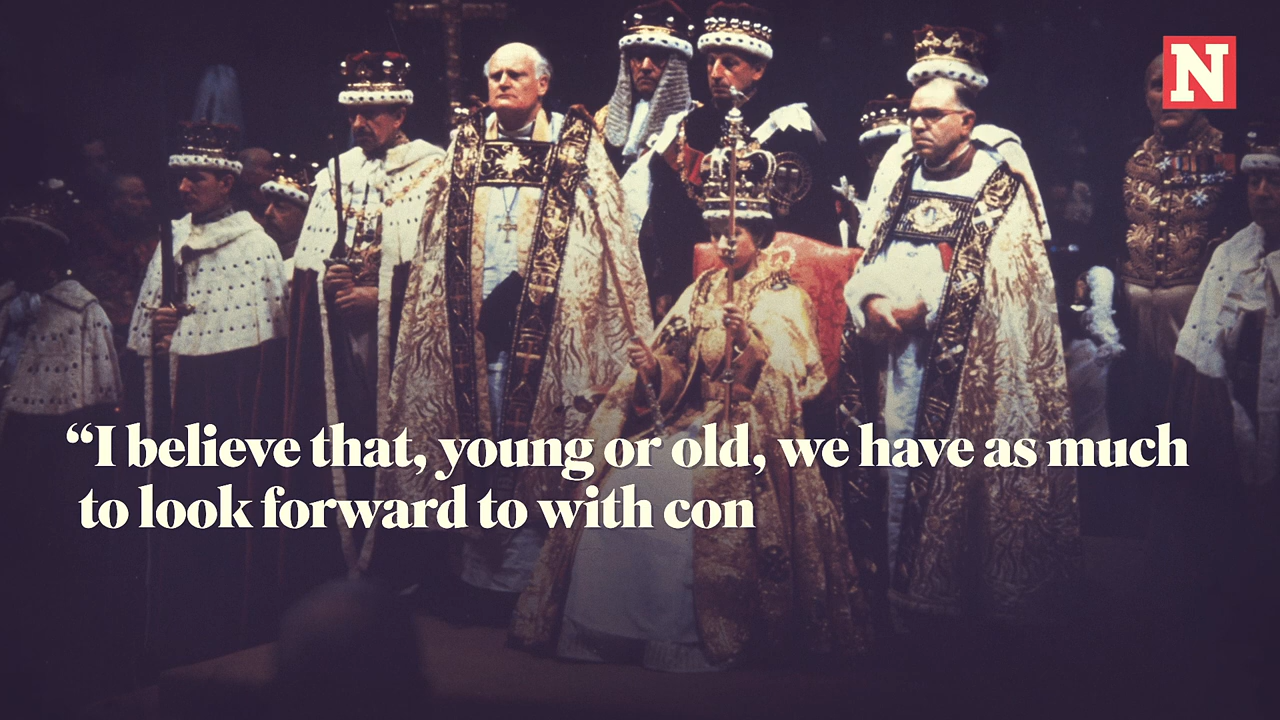 N
“I believe that, young or old, we have as much
to look forward to with con